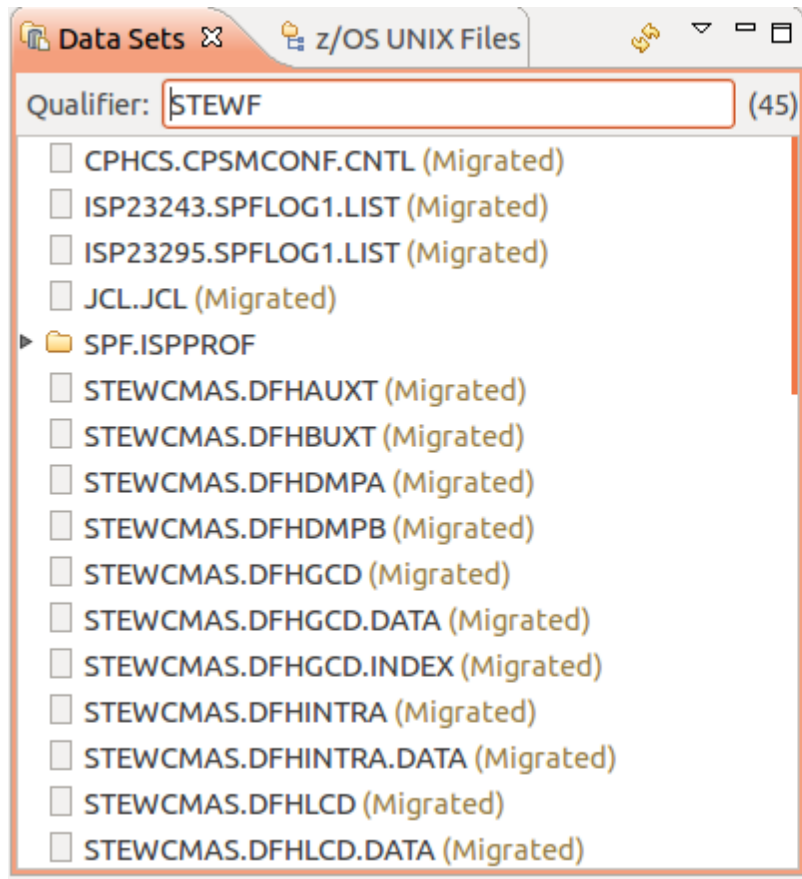 Data Sets z/OS UNIX Files
Qualifier: STEWF (45)
CPHCS.CPSMCONF.CNTL (Migrated)
ISP23243.SPFLOG1.LIST (Migrated)
ISP23295.SPFLOG1.LIST (Migrated)
JCL.JCL (Migrated)
SPF.ISPPROF
STEWCMAS.DFHAUXT (Migrated)
STEWCMAS.DFHBUXT (Migrated)
STEWCMAS.DFHDMPA (Migrated)
STEWCMAS.DFHDMPB (Migrated)
STEWCMAS.DFHGCD (Migrated)
STEWCMAS.DFHGCD.DATA (Migrated)
STEWCMAS.DFHGCD.INDEX (Migrated)
STEWCMAS.DFHINTRA (Migrated)
STEWCMAS.DFHINTRA.DATA (Migrated)
STEWCMAS.DFHLCD (Migrated)
STEWCMAS.DFHLCD.DATA (Migrated)